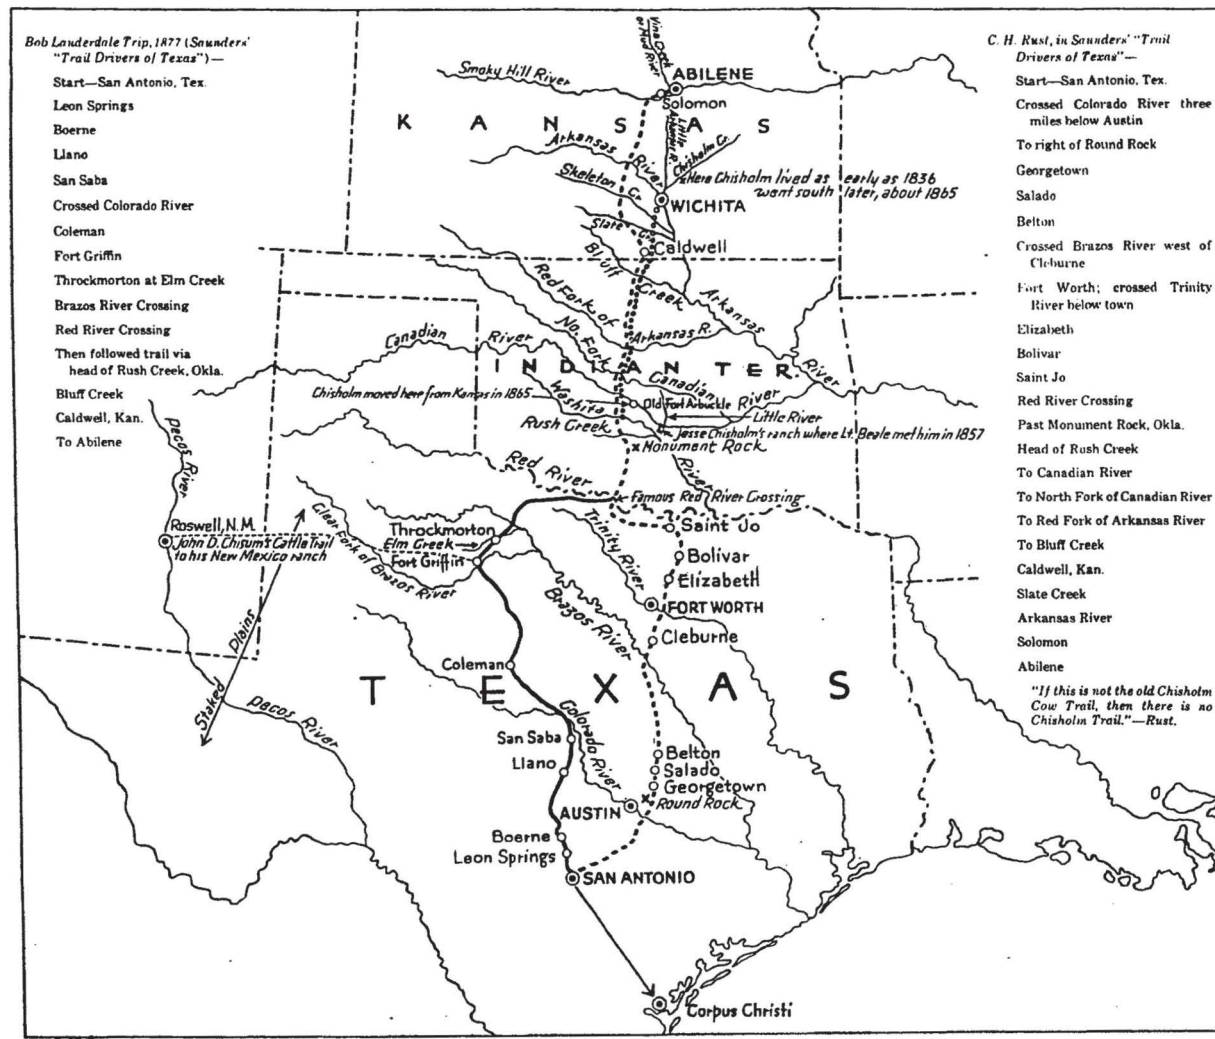 Bob Lauderdale Trip, 1877 (Saunders'
"Trail Drivers of Texas")—
Start—San Antonio, Tex.
Leon Springs
Boerne
Llano
San Saba
Crossed Colorado River
Coleman
Fort Griffin
Throckmorton at Elm Creek
Brazos River Crossing
Red River Crossing
Then followed trail via
head of Rush Creek, Okla.
Bluff Creek
Caldwell, Kan.
To Abilene
C. H. Rust, in Saunders' "Trail
Drivers of Texas"—
Start—San Antonio, Tex.
Crossed Colorado River three
miles below Austin
To right of Round Rock
Georgetown
Salado
Belton
Crossed Brazos River west of
Cleburne
Fort Worth; crossed Trinity
River below town
Elizabeth
Bolivar
Saint Jo
Red River Crossing
Past Monument Rock, Okla.
Head of Rush Creek
To Canadian River
To North Fork of Canadian River
To Red Fork of Arkansas River
To Bluff Creek
Caldwell, Kan.
Slate Creek
Arkansas River
Solomon
Abilene
"If this is not the old Chisholm
Cow Trail, then there is no
Chisholm Trail."—Rust.
Smoky Hill River
ABILENE
Solomon
KANSAS
Little
Arkansas R.
Chisholm Cr.
Arkansas River
Here Chisholm lived as early as 1836
went south later, about 1865
Skeleton Cr.
WICHITA
Slate Cr.
Caldwell
Bluff Creek
Red Fork of Arkansas R.
Arkansas River
No. Fork Canadian River
Canadian River
INDIAN TER.
Chisholm moved here from Kansas in 1865
Old Fort Arbuckle
Washita River
Little River
Rush Creek
Jesse Chisholm's ranch where Lt. Beale met him in 1857
Monument Rock
Red River
Famous Red River Crossing
Pecos River
Roswell, N.M.
John D. Chisum's Cattle Trail
to his New Mexico ranch
Clear Fork of Brazos River
Throckmorton
Elm Creek
Fort Griffin
Trinity River
Saint Jo
Bolivar
Elizabeth
FORT WORTH
Brazos River
Cleburne
Staked Plains
Coleman
TEXAS
Pecos River
Colorado River
San Saba
Llano
Belton
Salado
Georgetown
Round Rock
AUSTIN
Boerne
Leon Springs
SAN ANTONIO
Corpus Christi